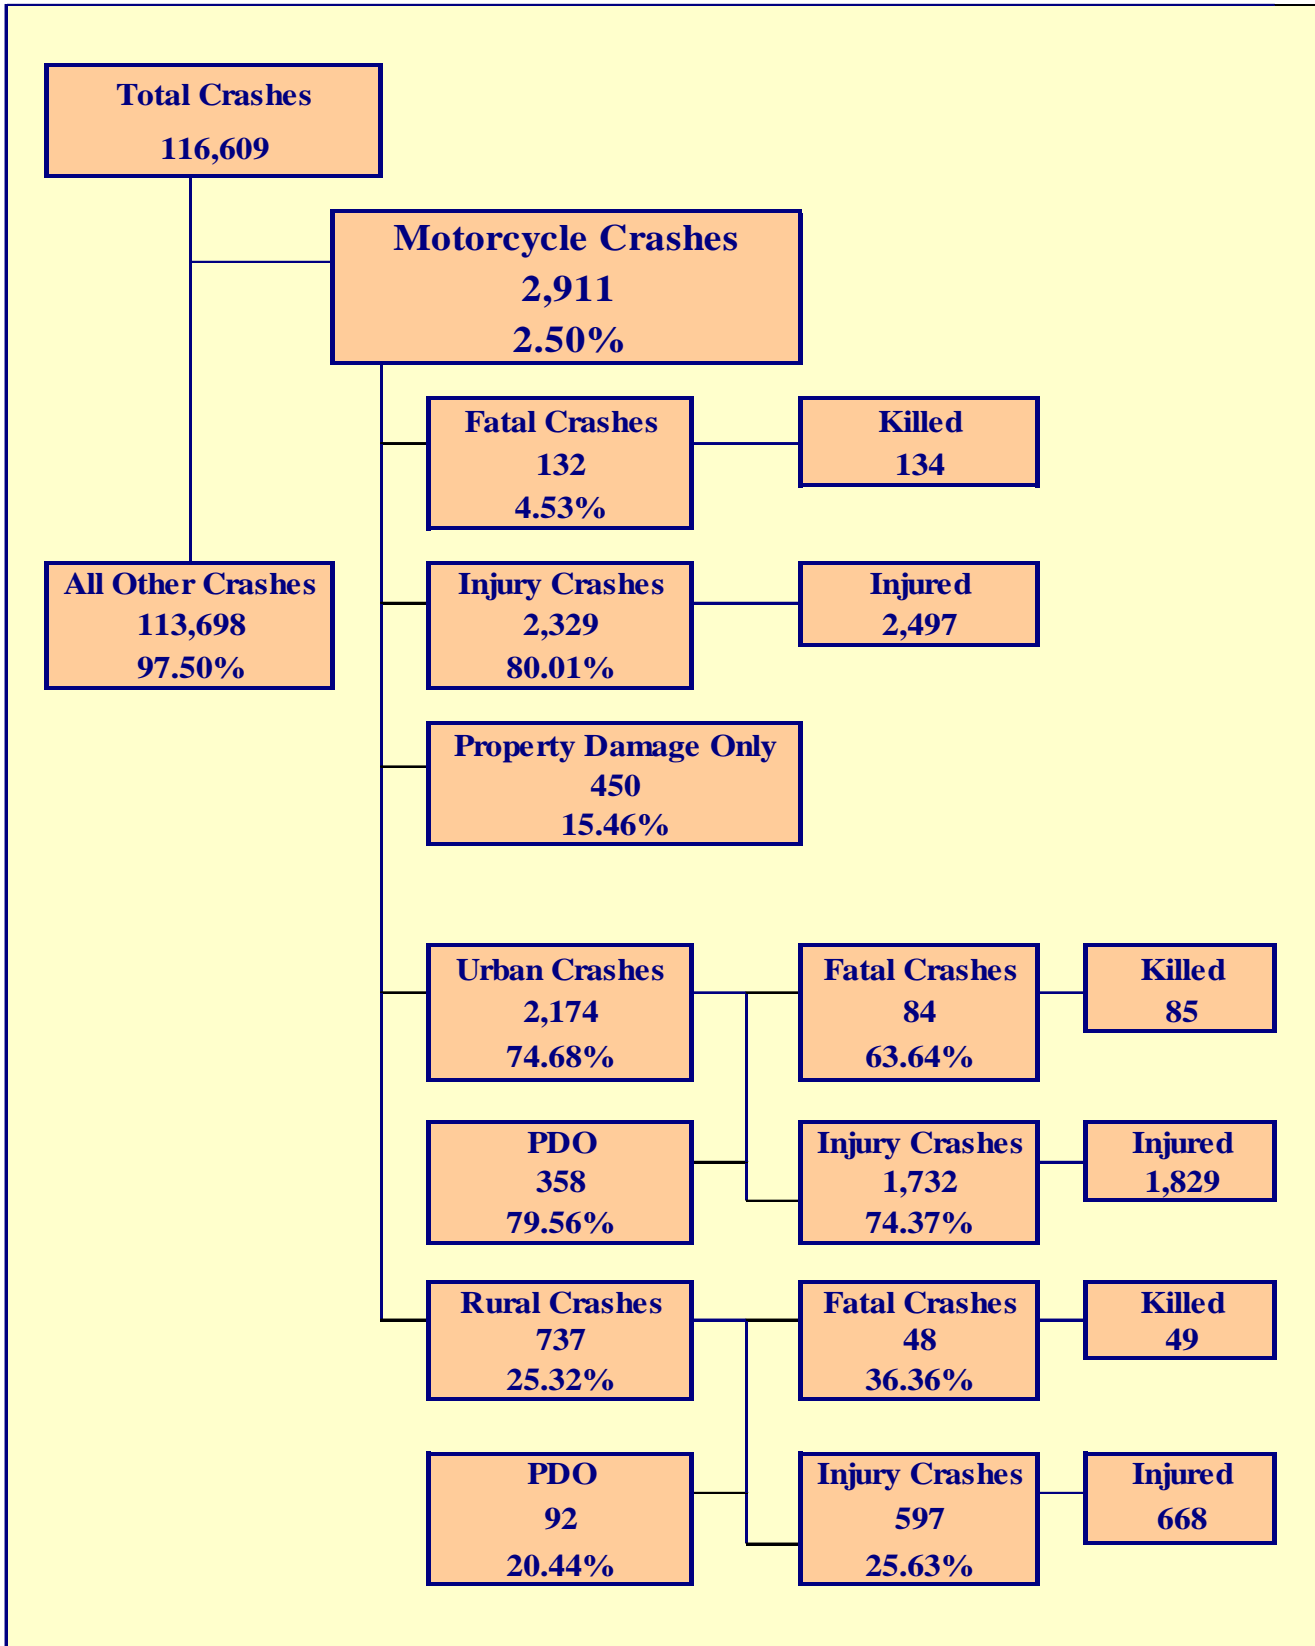 Total Crashes
116,609
Motorcycle Crashes
2,911
2.50%
Fatal Crashes
132
4.53%
Killed
134
All Other Crashes
113,698
97.50%
Injury Crashes
2,329
80.01%
Injured
2,497
Property Damage Only
450
15.46%
Urban Crashes
2,174
74.68%
Fatal Crashes
84
63.64%
Killed
85
PDO
358
79.56%
Injury Crashes
1,732
74.37%
Injured
1,829
Rural Crashes
737
25.32%
Fatal Crashes
48
36.36%
Killed
49
PDO
92
20.44%
Injury Crashes
597
25.63%
Injured
668